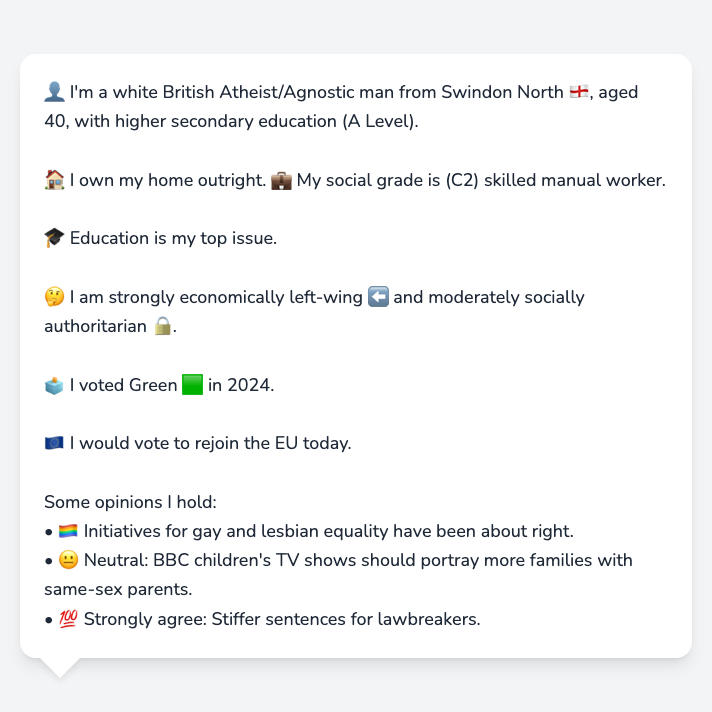 👤 I'm a white British Atheist/Agnostic man from Swindon North 🏴󠁧󠁢󠁥󠁮󠁧󠁿, aged
40, with higher secondary education (A Level).
🏠 I own my home outright. 💼 My social grade is (C2) skilled manual worker.
🎓 Education is my top issue.
🤔 I am strongly economically left-wing ⬅️ and moderately socially
authoritarian 🔒.
🗳️ I voted Green 🟩 in 2024.
🇪🇺 I would vote to rejoin the EU today.
Some opinions I hold:
• 🏳️‍🌈 Initiatives for gay and lesbian equality have been about right.
• 😐 Neutral: BBC children's TV shows should portray more families with
same-sex parents.
• 💯 Strongly agree: Stiffer sentences for lawbreakers.